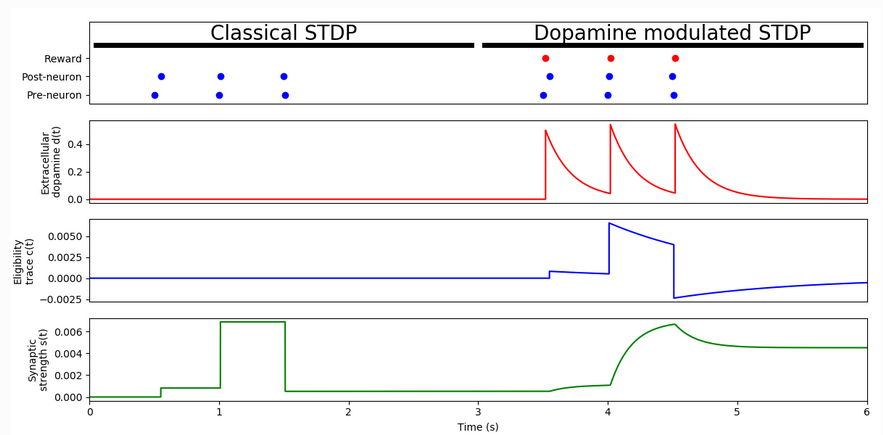 Classical STDP Dopamine modulated STDP
Reward
Post-neuron
Pre-neuron
Extracellular
dopamine d(t)
0.4
0.2
0.0
Eligibility
trace c(t)
0.0050
0.0025
0.0000
−0.0025
Synaptic
strength s(t)
0.006
0.004
0.002
0.000
0 1 2 3 4 5 6
Time (s)